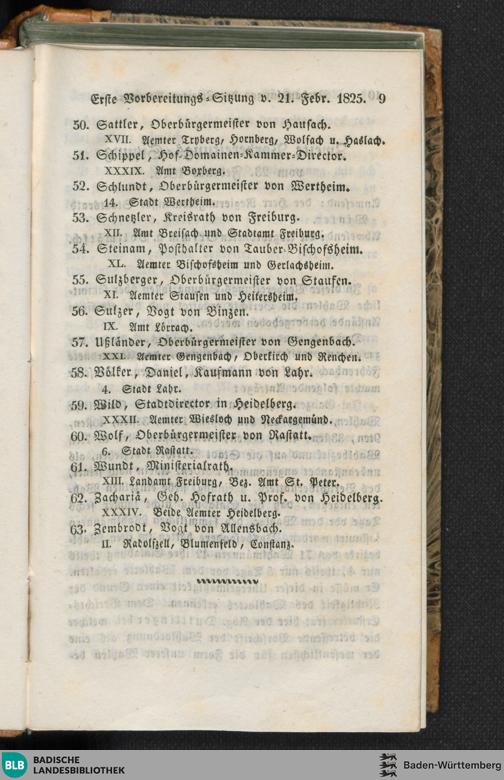 Erste Vorbereitungs-Sitzung v. 21. Febr. 1825. 9
50. Sattler, Oberbürgermeister von Hausach.
XVII. Aemter Tryberg, Hornberg, Wolfach u. Haslach.
51. Schippel, Hof-Domainen-Kammer-Director.
XXXIX. Amt Boxberg.
52. Schlundt, Oberbürgermeister von Wertheim.
14. Stadt Wertheim.
53. Schnetzler, Kreisrath von Freiburg.
XII. Amt Breisach und Stadtamt Freiburg.
54. Steinam, Posthalter von Tauber-Bischofsheim.
XL. Aemter Bischofsheim und Gerlachsheim.
55. Sulzberger, Oberbürgermeister von Staufen.
XI. Aemter Staufen und Heitersheim.
56. Sulzer, Vogt von Binzen.
IX. Amt Lörrach.
57. Ußländer, Oberbürgermeister von Gengenbach.
XXI. Aemter Gengenbach, Oberkirch und Renchen.
58. Völker, Daniel, Kaufmann von Lahr.
4. Stadt Lahr.
59. Wild, Stadtdirector in Heidelberg.
XXXII. Aemter Wiesloch und Neckargemünd.
60. Wolf, Oberbürgermeister von Rastatt.
6. Stadt Rastatt.
61. Wundt, Ministerialrath.
XIII. Landamt Freiburg, Bez. Amt St. Peter.
62. Zachariä, Geh. Hofrath u. Prof. von Heidelberg.
XXXIV. Beide Aemter Heidelberg.
63. Zembrodt, Vogt von Allensbach.
II. Radolfzell, Blumenfeld, Constanz.
BLB BADISCHE
LANDESBIBLIOTHEK
Baden-Württemberg